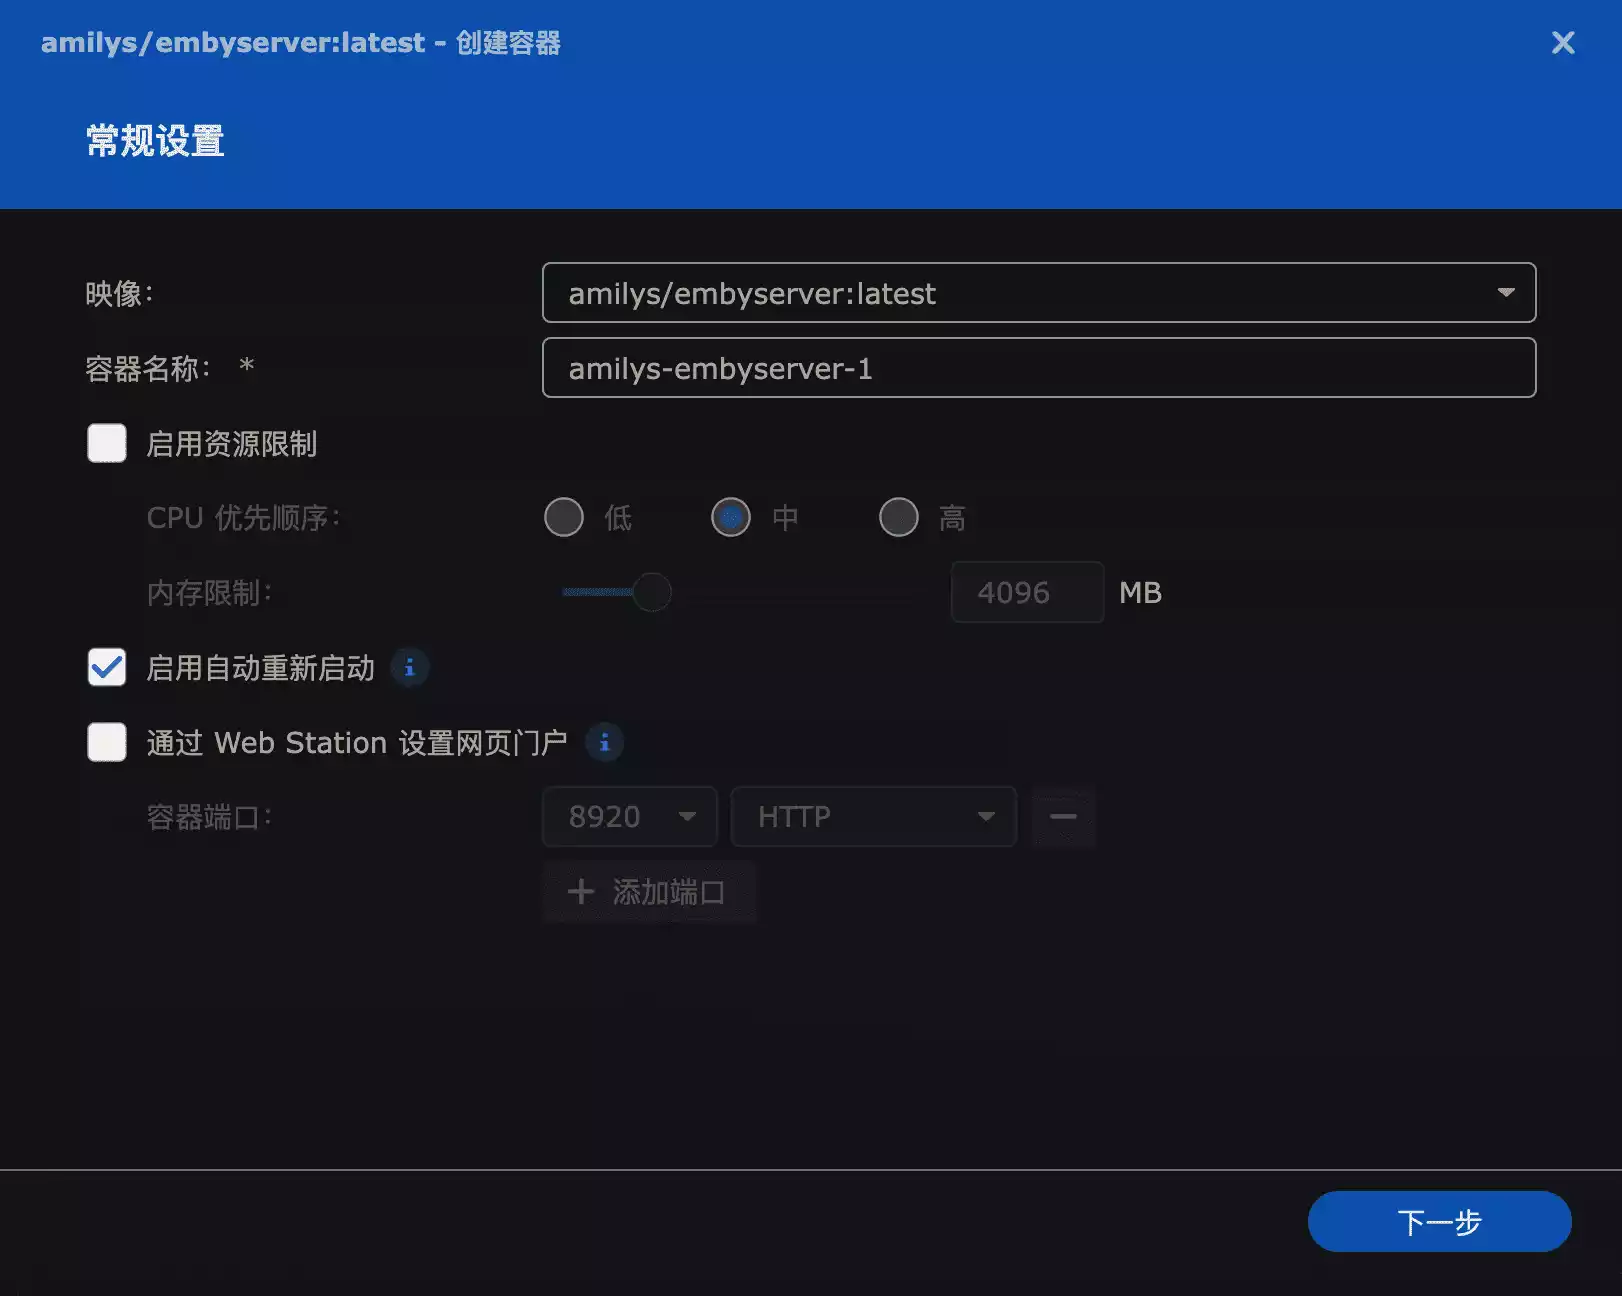 amilys/embyserver:latest - 创建容器
常规设置
映像: amilys/embyserver:latest
容器名称: * amilys-embyserver-1
启用资源限制
CPU 优先顺序: 低 中 高
内存限制: 4096 MB
启用自动重新启动
通过 Web Station 设置网页门户
容器端口: 8920 HTTP
添加端口
下一步